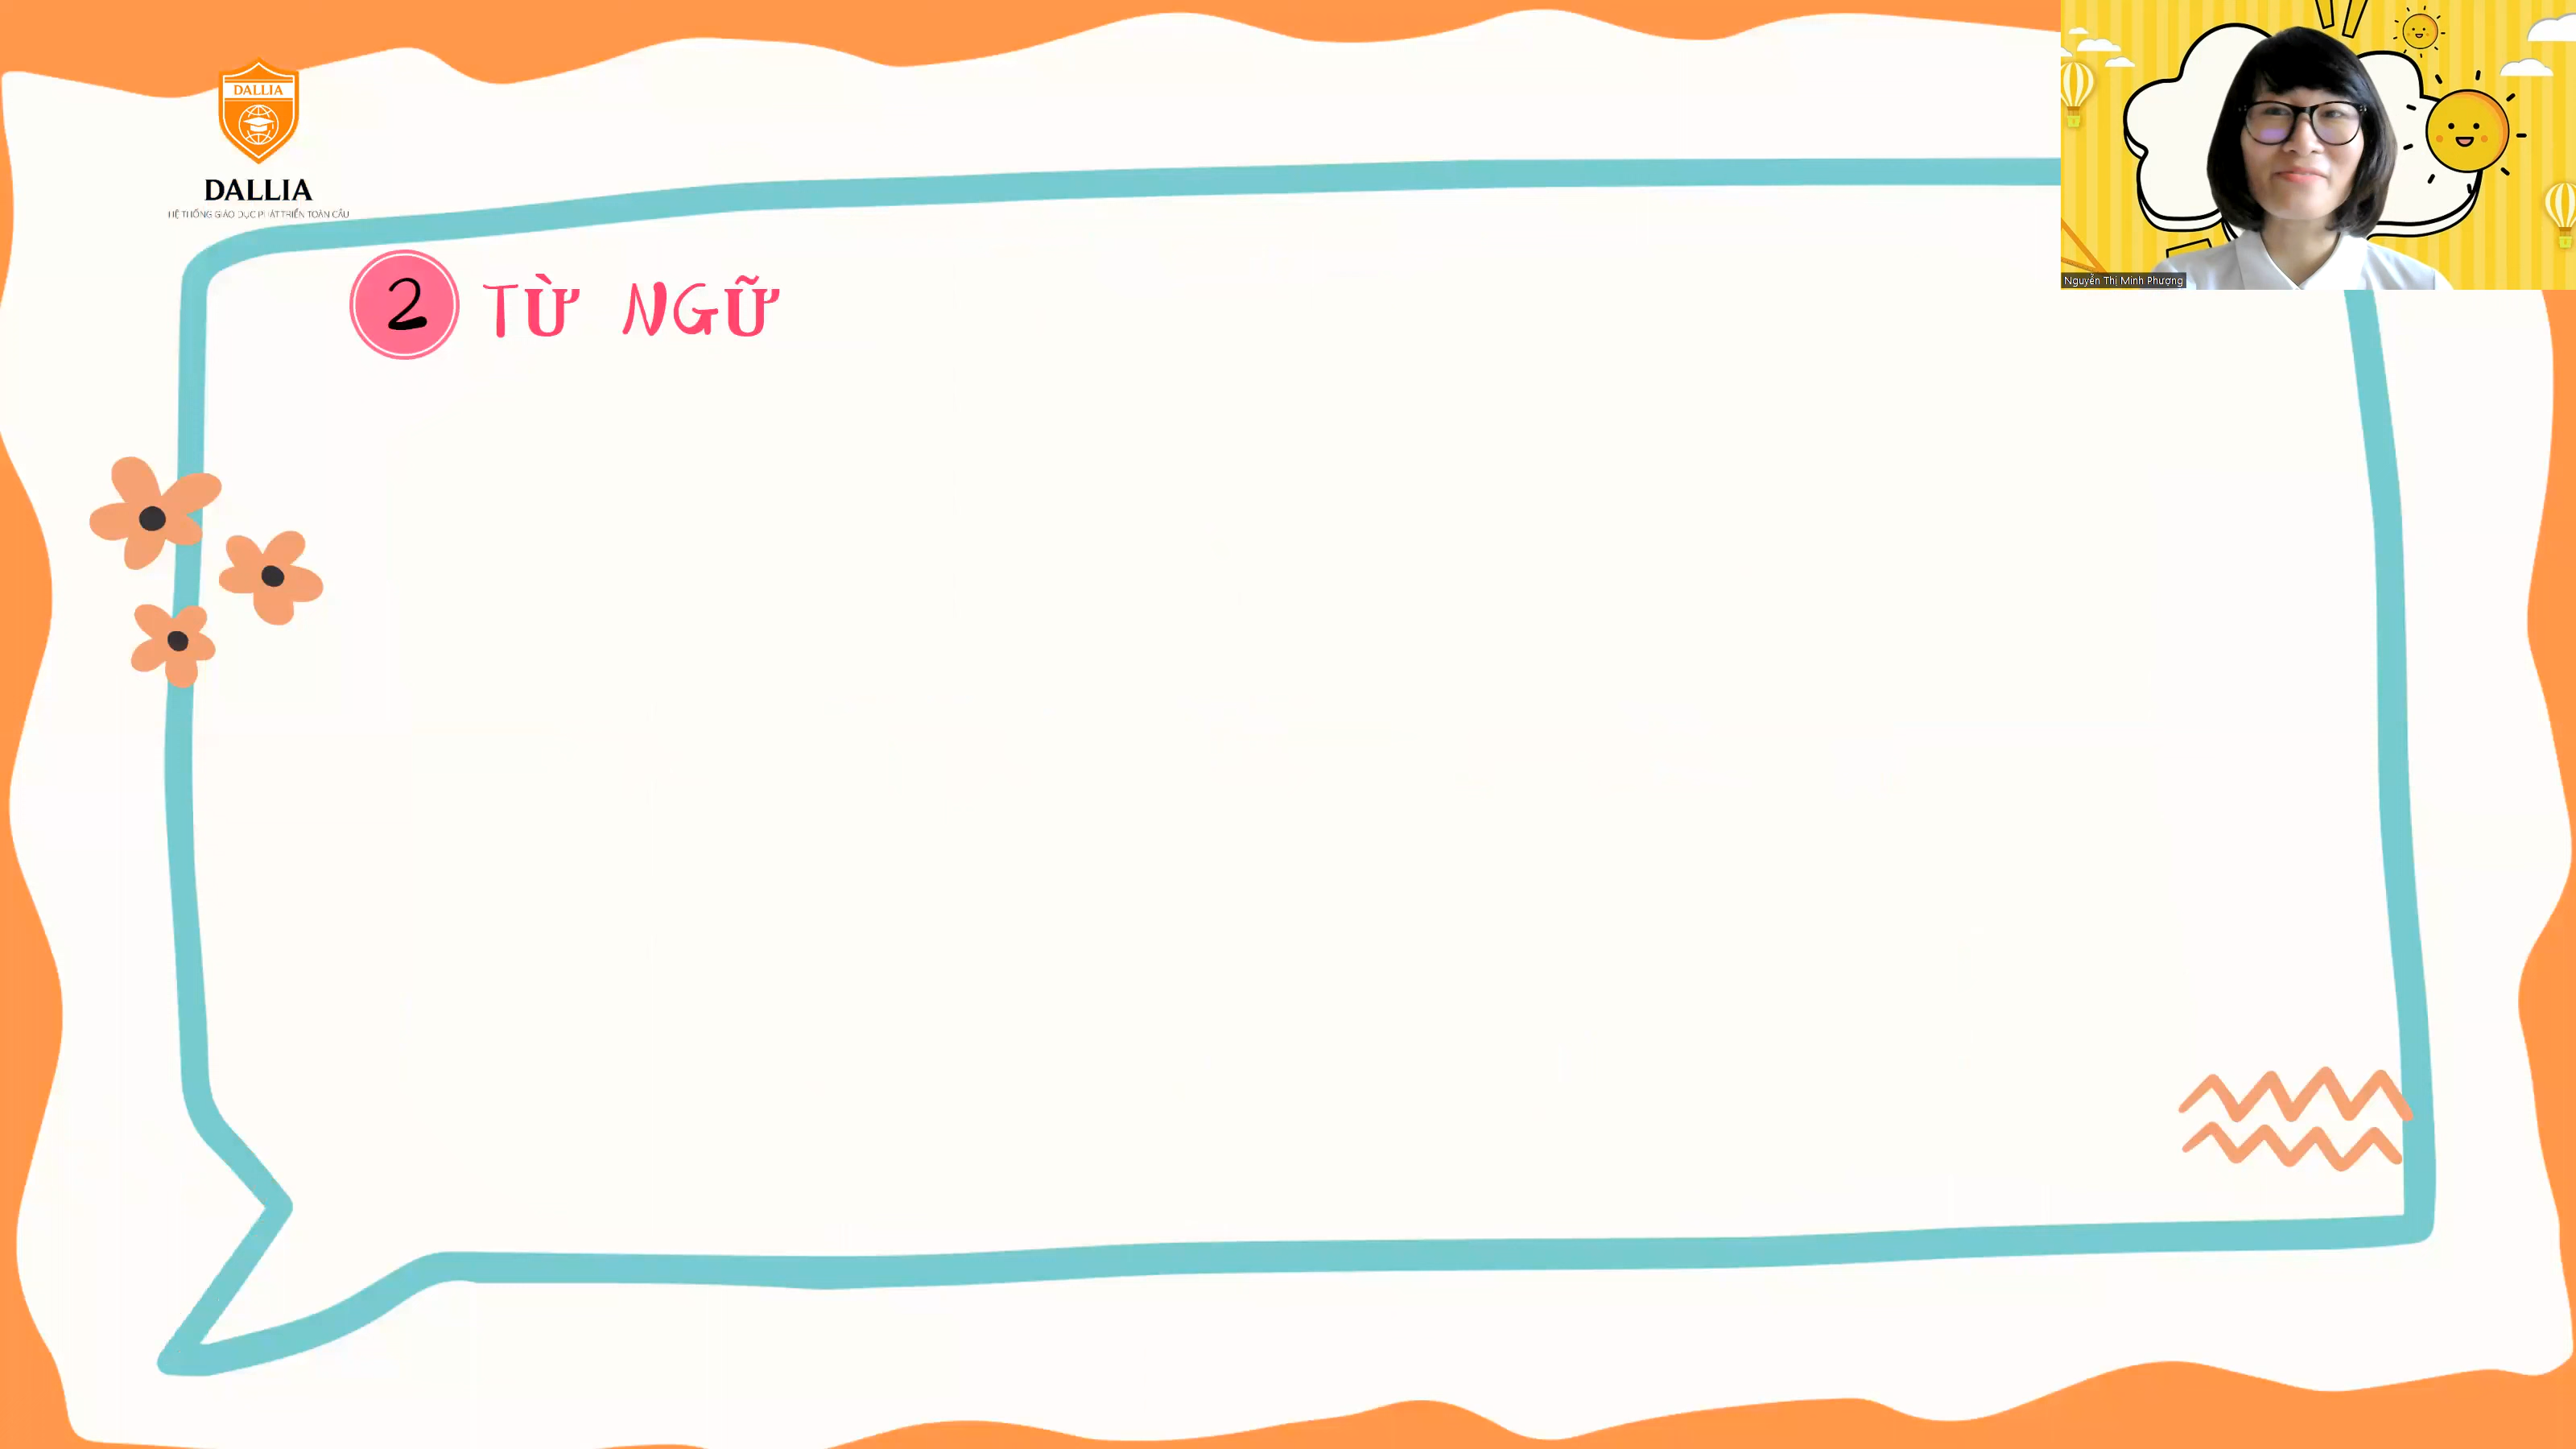 DALLIA
DALLIA
HỆ THỐNG GIÁO DỤC PHÁT TRIỂN TOÀN CẦU
2 TỪ NGỮ
Nguyễn Thị Minh Phượng